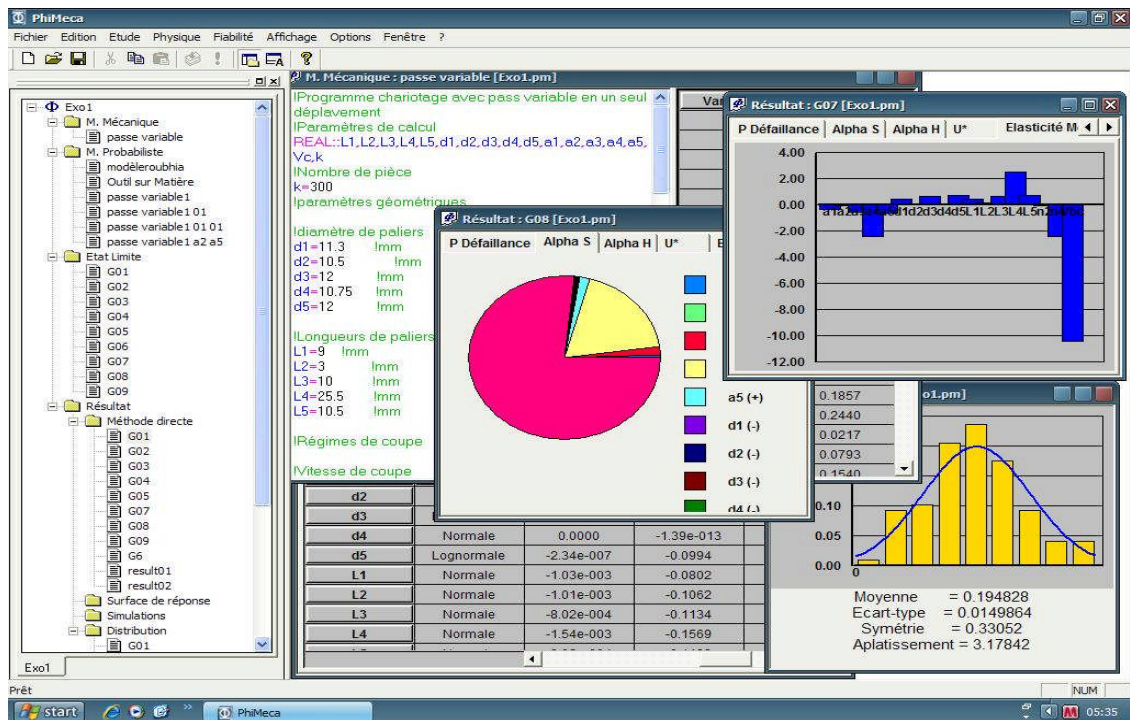 PhiMeca
Fichier Edition Etude Physique Fiabilité Affichage Options Fenêtre ?
Exo1
M. Mécanique
passe variable
M. Probabiliste
modèleroubhia
Outil sur Matière
passe variable1
passe variable1 01
passe variable1 01 01
passe variable1 a2 a5
Etat Limite
G01
G02
G03
G04
G05
G06
G07
G08
G09
Résultat
Méthode directe
G01
G02
G03
G04
G05
G07
G08
G09
G6
result01
result02
Surface de réponse
Simulations
Distribution
G01
Exo1
M. Mécanique : passe variable [Exo1.pm]
!Programme chariotage avec pass variable en un seul
déplavement
!Paramètres de calcul
REAL::L1,L2,L3,L4,L5,d1,d2,d3,d4,d5,a1,a2,a3,a4,a5,
Vc,k
!Nombre de pièce
k=300
!paramètres géométriques
!diamètre de paliers
d1=11.3 !mm
d2=10.5 !mm
d3=12 !mm
d4=10.75 !mm
d5=12 !mm
!Longueurs de paliers
L1=9 !mm
L2=3 !mm
L3=10 !mm
L4=25.5 !mm
L5=10.5 !mm
!Régimes de coupe
!Vitesse de coupe
d2
d3
d4 Normale 0.0000 -1.39e-013
d5 Lognormale -2.34e-007 -0.0994
L1 Normale -1.03e-003 -0.0802
L2 Normale -1.01e-003 -0.1062
L3 Normale -8.02e-004 -0.1134
L4 Normale -1.54e-003 -0.1569
Résultat : G08 [Exo1.pm]
P Défaillance Alpha S Alpha H U*
a5 (+)
d1 (-)
d2 (-)
d3 (-)
d4 (-)
Résultat : G07 [Exo1.pm]
P Défaillance Alpha S Alpha H U* Elasticité M
4.00
2.00
0.00
-2.00
-4.00
-6.00
-8.00
-10.00
-12.00
0.1857
0.2440
0.0217
0.0793
0.1540
o1.pm]
0.10
0.05
0.00
0
Moyenne = 0.194828
Ecart-type = 0.0149864
Symétrie = 0.33052
Aplatissement = 3.17842
Prêt
NUM
start
PhiMeca
05:35